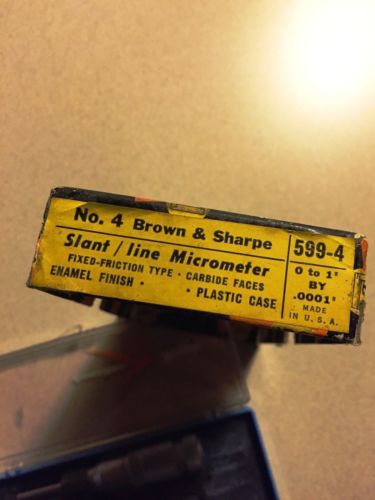 No. 4 Brown & Sharpe
Slant/line Micrometer
FIXED-FRICTION TYPE · CARBIDE FACES
ENAMEL FINISH · · PLASTIC CASE
599-4
0 to 1"
BY
.0001"
MADE
IN U.S.A.